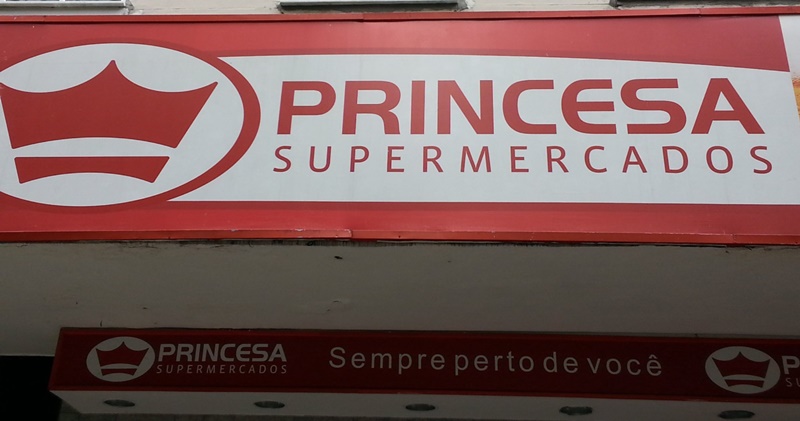 PRINCESA
SUPERMERCADOS
PRINCESA
SUPERMERCADOS
Sempre perto de você